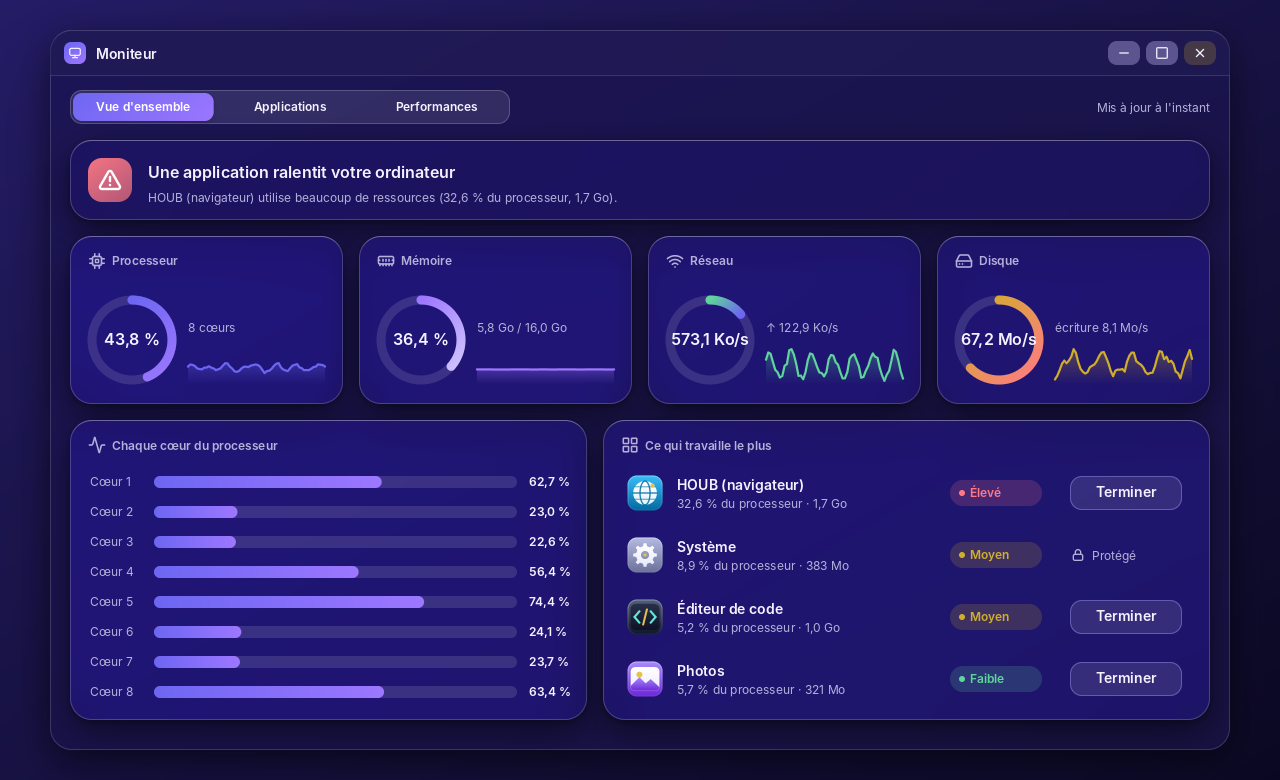 Moniteur
Vue d'ensemble
Applications
Performances
Mis à jour à l'instant
Une application ralentit votre ordinateur
HOUB (navigateur) utilise beaucoup de ressources (32,6 % du processeur, 1,7 Go).
Processeur
43,8 %
8 cœurs
Mémoire
36,4 %
5,8 Go / 16,0 Go
Réseau
573,1 Ko/s
↑ 122,9 Ko/s
Disque
67,2 Mo/s
écriture 8,1 Mo/s
Chaque cœur du processeur
Cœur 1 62,7 %
Cœur 2 23,0 %
Cœur 3 22,6 %
Cœur 4 56,4 %
Cœur 5 74,4 %
Cœur 6 24,1 %
Cœur 7 23,7 %
Cœur 8 63,4 %
Ce qui travaille le plus
HOUB (navigateur)
32,6 % du processeur · 1,7 Go
Élevé
Terminer
Système
8,9 % du processeur · 383 Mo
Moyen
Protégé
Éditeur de code
5,2 % du processeur · 1,0 Go
Moyen
Terminer
Photos
5,7 % du processeur · 321 Mo
Faible
Terminer